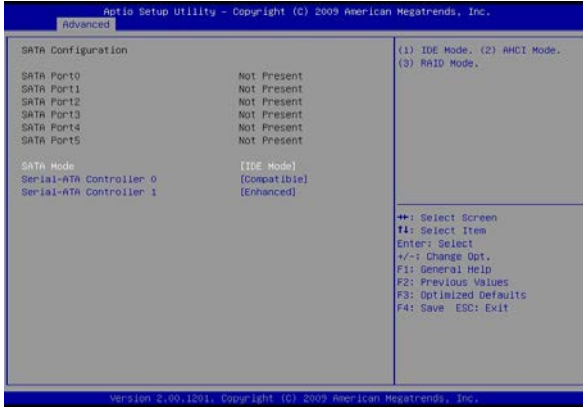 Aptio Setup Utility – Copyright (C) 2009 American Megatrends, Inc.
Advanced
SATA Configuration
SATA Port0 Not Present
SATA Port1 Not Present
SATA Port2 Not Present
SATA Port3 Not Present
SATA Port4 Not Present
SATA Port5 Not Present
SATA Mode [IDE Mode]
Serial-ATA Controller 0 [Compatible]
Serial-ATA Controller 1 [Enhanced]
(1) IDE Mode. (2) AHCI Mode.
(3) RAID Mode.
→←: Select Screen
↑↓: Select Item
Enter: Select
+/-: Change Opt.
F1: General Help
F2: Previous Values
F3: Optimized Defaults
F4: Save ESC: Exit
Version 2.00.1201. Copyright (C) 2009 American Megatrends, Inc.